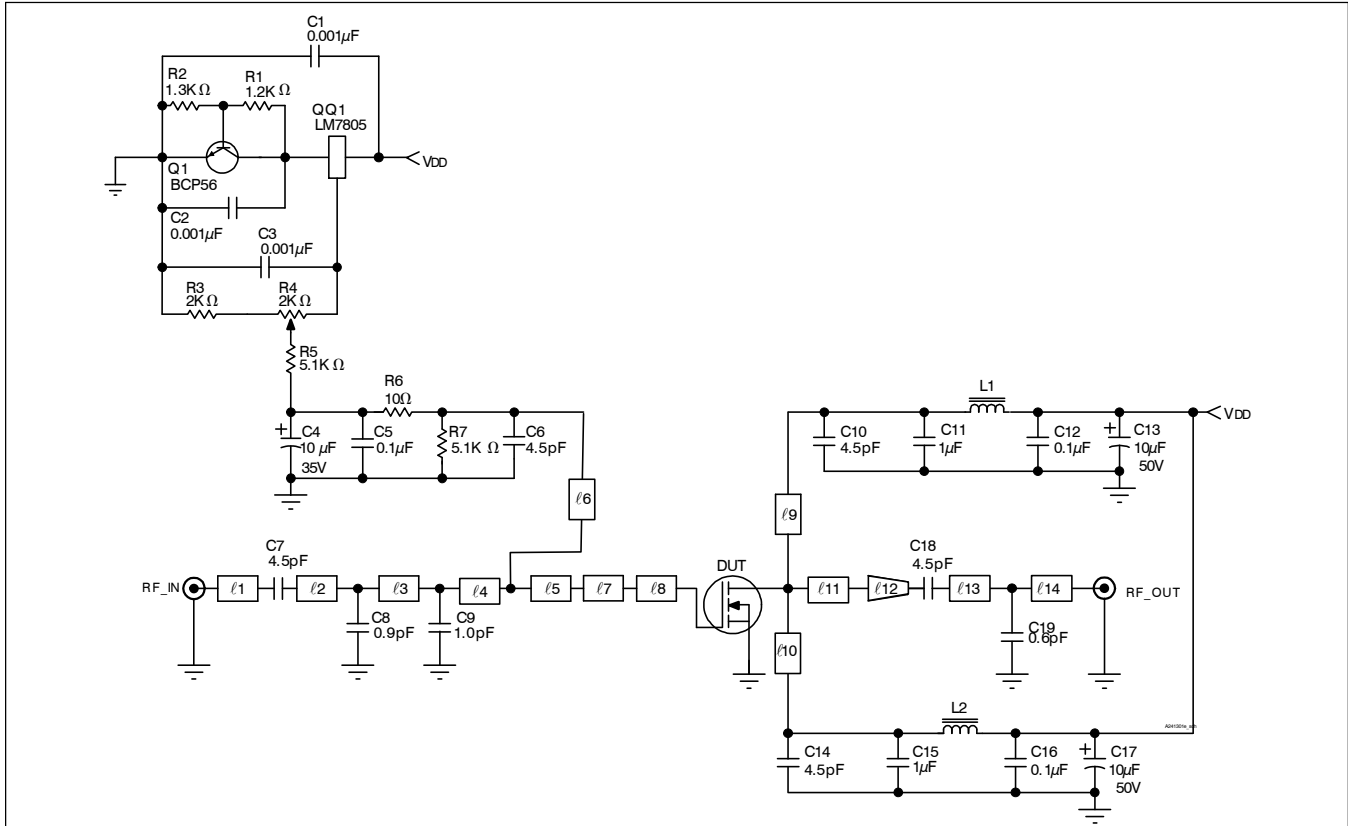 C1
0.001µF
R2
1.3K Ω
R1
1.2K Ω
QQ1
LM7805
VDD
Q1
BCP56
C2
0.001µF
C3
0.001µF
R3
2K Ω
R4
2K Ω
R5
5.1K Ω
R6
10Ω
C4
10 µF
35V
C5
0.1µF
R7
5.1K Ω
C6
4.5pF
L1
VDD
C10
4.5pF
C11
1µF
C12
0.1µF
C13
10µF
50V
ℓ6
ℓ9
C7
4.5pF
C18
4.5pF
DUT
RF_IN
ℓ1
ℓ2
ℓ3
ℓ4
ℓ5
ℓ7
ℓ8
ℓ11
ℓ12
ℓ13
ℓ14
RF_OUT
C8
0.9pF
C9
1.0pF
C19
0.6pF
ℓ10
L2
C14
4.5pF
C15
1µF
C16
0.1µF
C17
10µF
50V